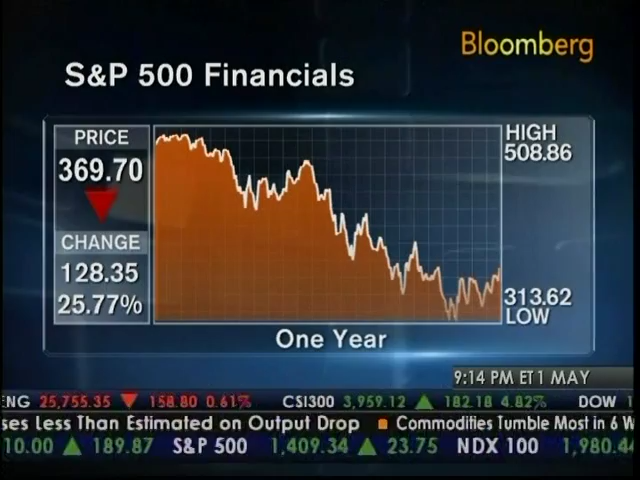 Bloomberg
S&P 500 Financials
PRICE
369.70
CHANGE
128.35
25.77%
HIGH
508.86
313.62
LOW
One Year
9:14 PM ET 1 MAY
ENG 25,755.35 158.80 0.61% CSI300 3,959.12 182.18 4.82% DOW
ses Less Than Estimated on Output Drop Commodities Tumble Most in 6 W
10.00 189.87 S&P 500 1,409.34 23.75 NDX 100 1,980.44